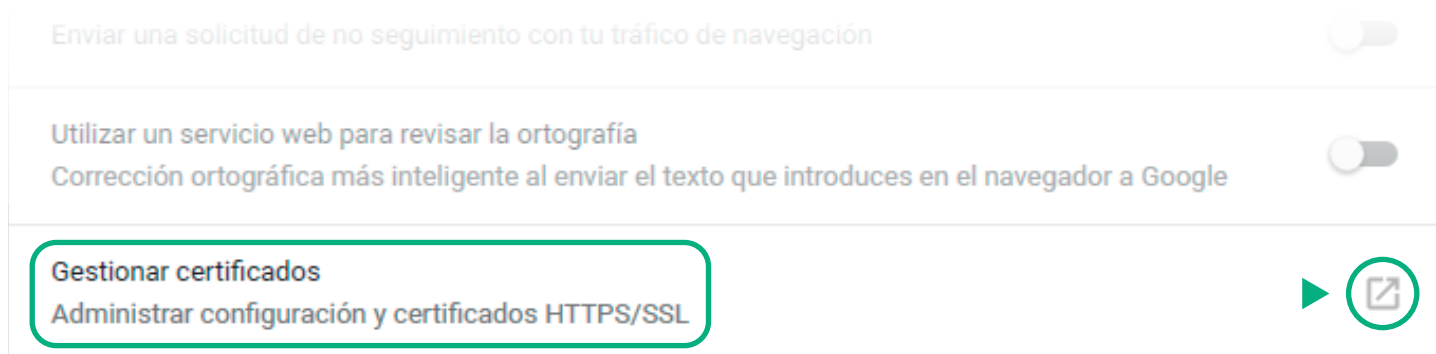 Enviar una solicitud de no seguimiento con tu tráfico de navegación
Utilizar un servicio web para revisar la ortografía
Corrección ortográfica más inteligente al enviar el texto que introduces en el navegador a Google
Gestionar certificados
Administrar configuración y certificados HTTPS/SSL